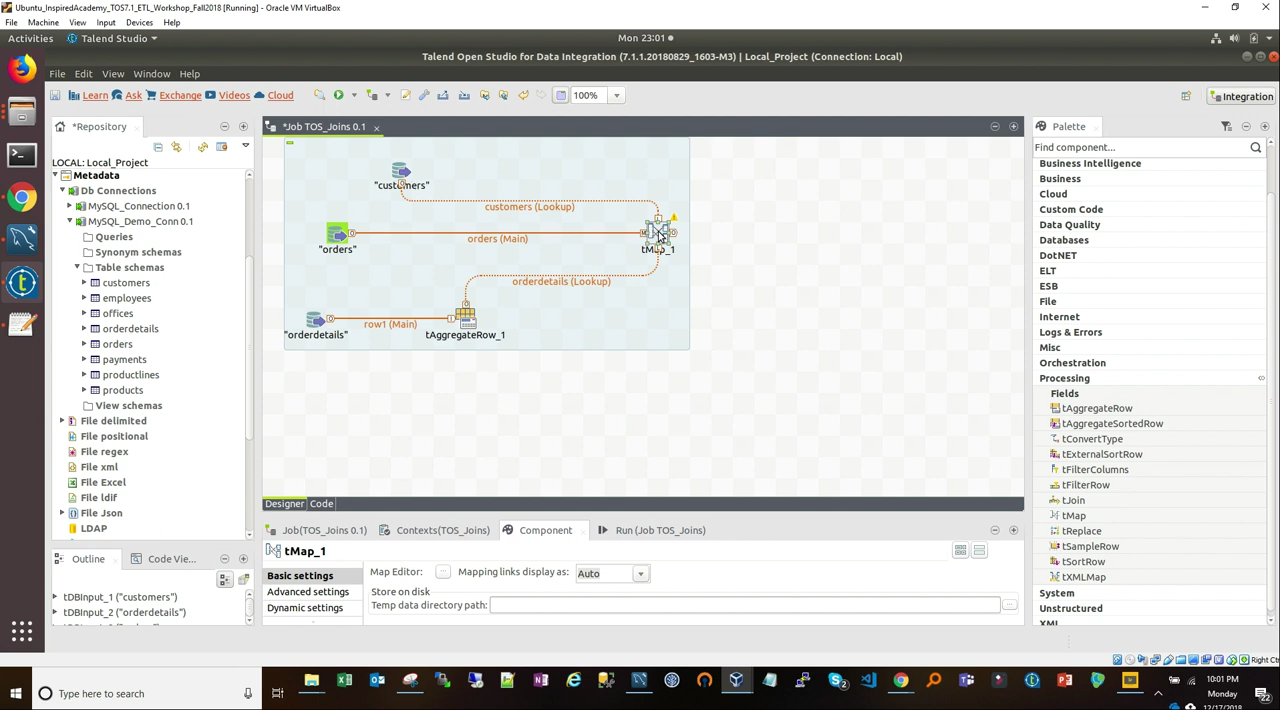 Ubuntu_InspiredAcademy_TOS7.1_ETL_Workshop_Fall2018 [Running] - Oracle VM VirtualBox
File Machine View Input Devices Help
Activities Talend Studio Mon 23:01
Talend Open Studio for Data Integration (7.1.1.20180829_1603-M3) | Local_Project (Connection: Local)
File Edit View Window Help
Learn Ask Exchange Videos Cloud 100% Integration
*Repository
*Job TOS_Joins 0.1
Palette
Find component...
LOCAL: Local_Project
Metadata
Db Connections
MySQL_Connection 0.1
MySQL_Demo_Conn 0.1
Queries
Synonym schemas
Table schemas
customers
employees
offices
orderdetails
orders
payments
productlines
products
View schemas
File delimited
File positional
File regex
File xml
File Excel
File ldif
File Json
LDAP
"customers"
customers (Lookup)
"orders"
orders (Main)
tMap_1
orderdetails (Lookup)
"orderdetails"
row1 (Main)
tAggregateRow_1
Business Intelligence
Business
Cloud
Custom Code
Data Quality
Databases
DotNET
ELT
ESB
File
Internet
Logs & Errors
Misc
Orchestration
Processing
Fields
tAggregateRow
tAggregateSortedRow
tConvertType
tExternalSortRow
tFilterColumns
tFilterRow
tJoin
tMap
tReplace
tSampleRow
tSortRow
tXMLMap
System
Unstructured
XML
Designer Code
Outline Code Vie...
tDBInput_1 ("customers")
tDBInput_2 ("orderdetails")
Job(TOS_Joins 0.1) Contexts(TOS_Joins) Component Run (Job TOS_Joins)
tMap_1
Basic settings
Advanced settings
Dynamic settings
Map Editor: ... Mapping links display as: Auto
Store on disk
Temp data directory path:
Right Ct
Type here to search
10:01 PM
Monday
12/17/2018
22